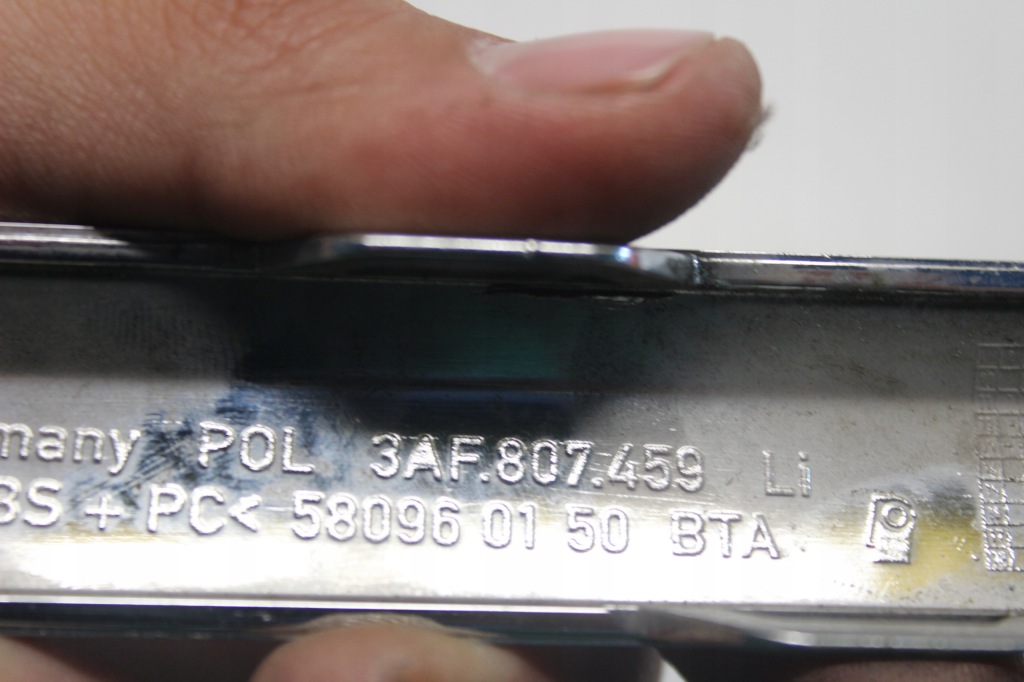 many POL 3AF.807.459 Li
BS + PC< 58096 01 50 BTA